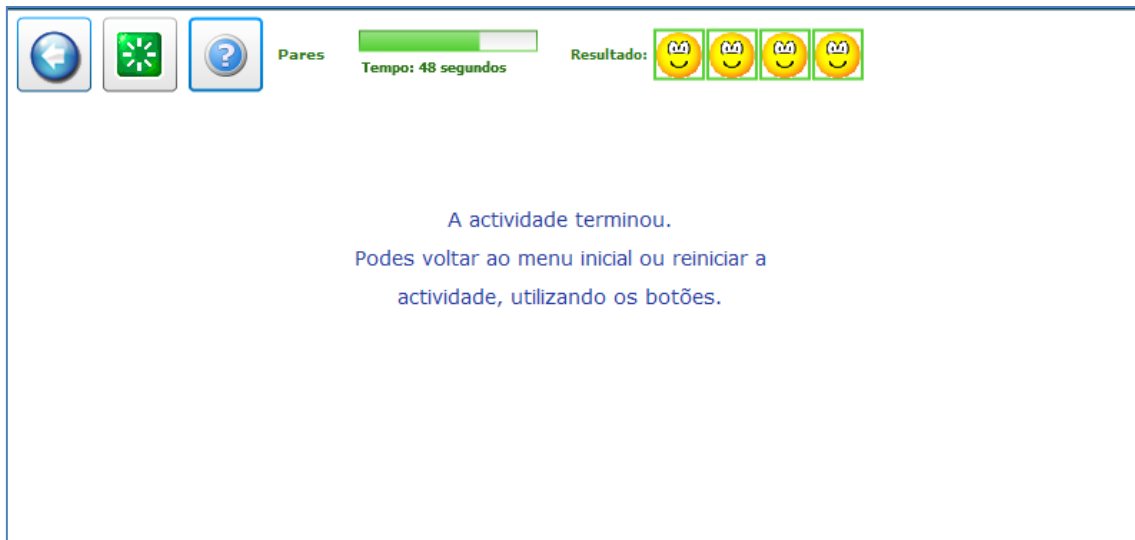 Pares
Tempo: 48 segundos
Resultado:
A actividade terminou.
Podes voltar ao menu inicial ou reiniciar a
actividade, utilizando os botões.